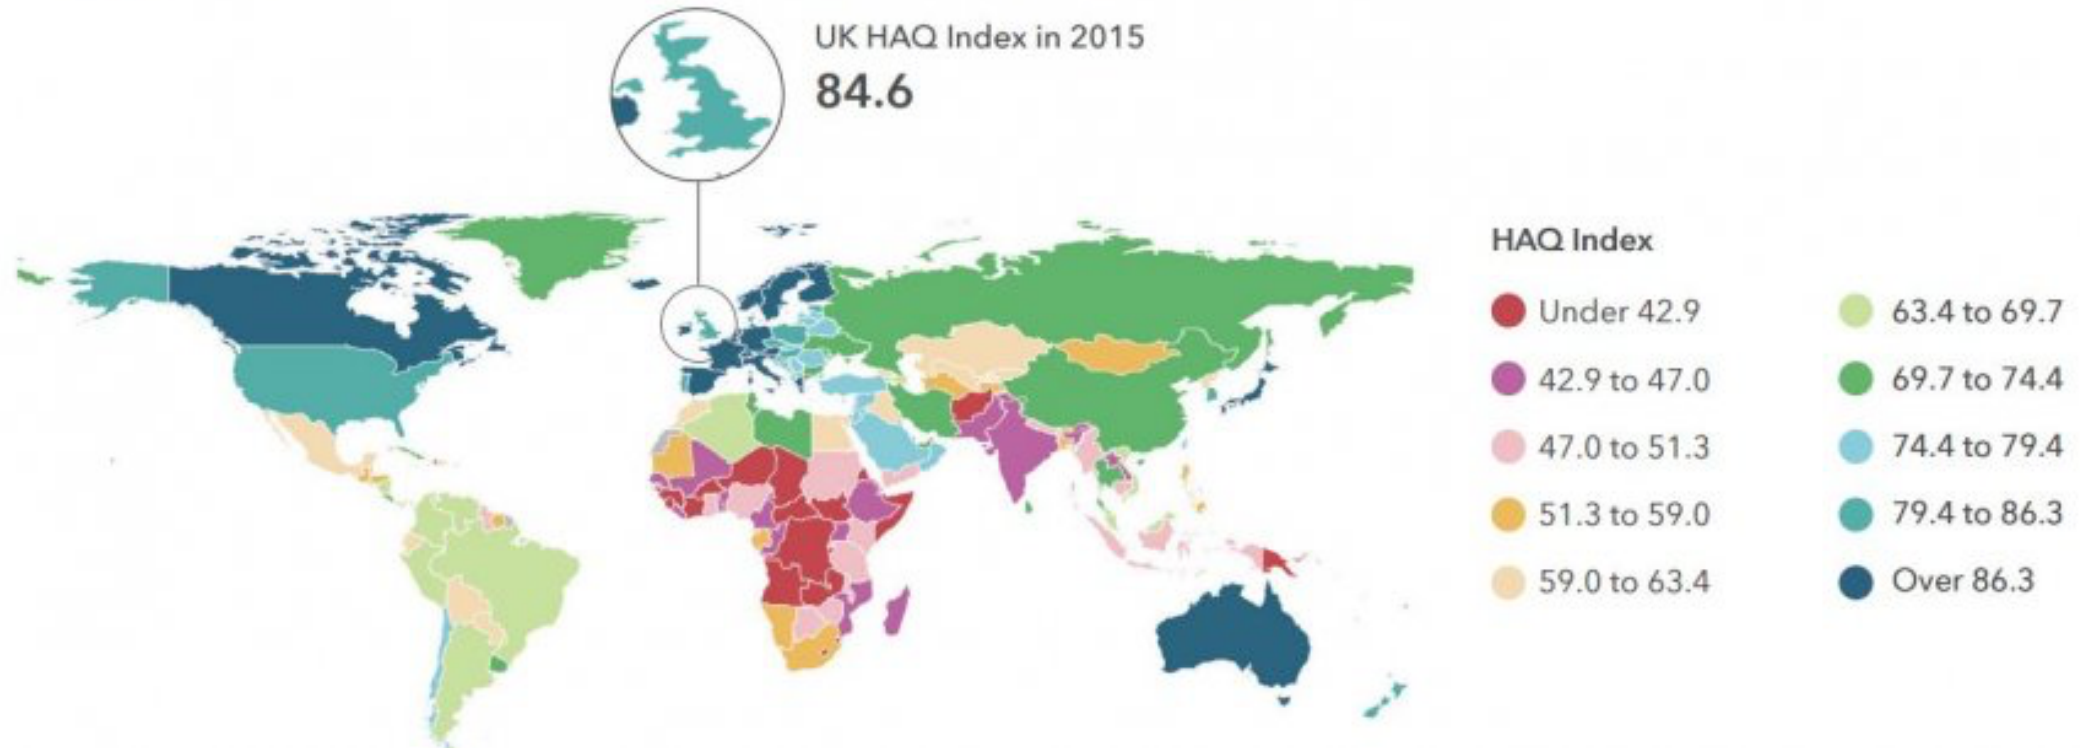 UK HAQ Index in 2015
84.6
HAQ Index
Under 42.9
42.9 to 47.0
47.0 to 51.3
51.3 to 59.0
59.0 to 63.4
63.4 to 69.7
69.7 to 74.4
74.4 to 79.4
79.4 to 86.3
Over 86.3